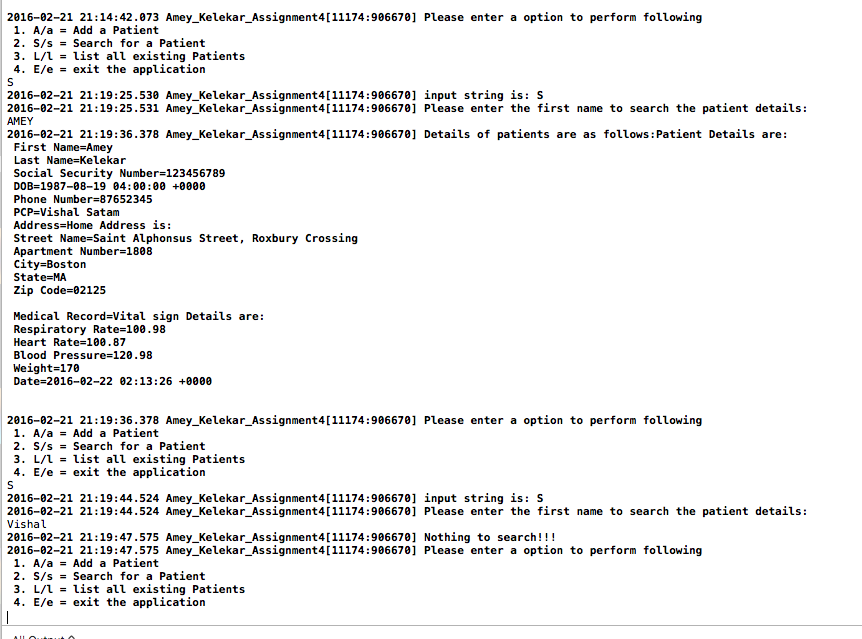 2016-02-21 21:14:42.073 Amey_Kelekar_Assignment4[11174:906670] Please enter a option to perform following
1. A/a = Add a Patient
2. S/s = Search for a Patient
3. L/l = list all existing Patients
4. E/e = exit the application
S
2016-02-21 21:19:25.530 Amey_Kelekar_Assignment4[11174:906670] input string is: S
2016-02-21 21:19:25.531 Amey_Kelekar_Assignment4[11174:906670] Please enter the first name to search the patient details:
AMEY
2016-02-21 21:19:36.378 Amey_Kelekar_Assignment4[11174:906670] Details of patients are as follows:Patient Details are:
First Name=Amey
Last Name=Kelekar
Social Security Number=123456789
DOB=1987-08-19 04:00:00 +0000
Phone Number=87652345
PCP=Vishal Satam
Address=Home Address is:
Street Name=Saint Alphonsus Street, Roxbury Crossing
Apartment Number=1808
City=Boston
State=MA
Zip Code=02125
Medical Record=Vital sign Details are:
Respiratory Rate=100.98
Heart Rate=100.87
Blood Pressure=120.98
Weight=170
Date=2016-02-22 02:13:26 +0000
2016-02-21 21:19:36.378 Amey_Kelekar_Assignment4[11174:906670] Please enter a option to perform following
1. A/a = Add a Patient
2. S/s = Search for a Patient
3. L/l = list all existing Patients
4. E/e = exit the application
S
2016-02-21 21:19:44.524 Amey_Kelekar_Assignment4[11174:906670] input string is: S
2016-02-21 21:19:44.524 Amey_Kelekar_Assignment4[11174:906670] Please enter the first name to search the patient details:
Vishal
2016-02-21 21:19:47.575 Amey_Kelekar_Assignment4[11174:906670] Nothing to search!!!
2016-02-21 21:19:47.575 Amey_Kelekar_Assignment4[11174:906670] Please enter a option to perform following
1. A/a = Add a Patient
2. S/s = Search for a Patient
3. L/l = list all existing Patients
4. E/e = exit the application
All Output